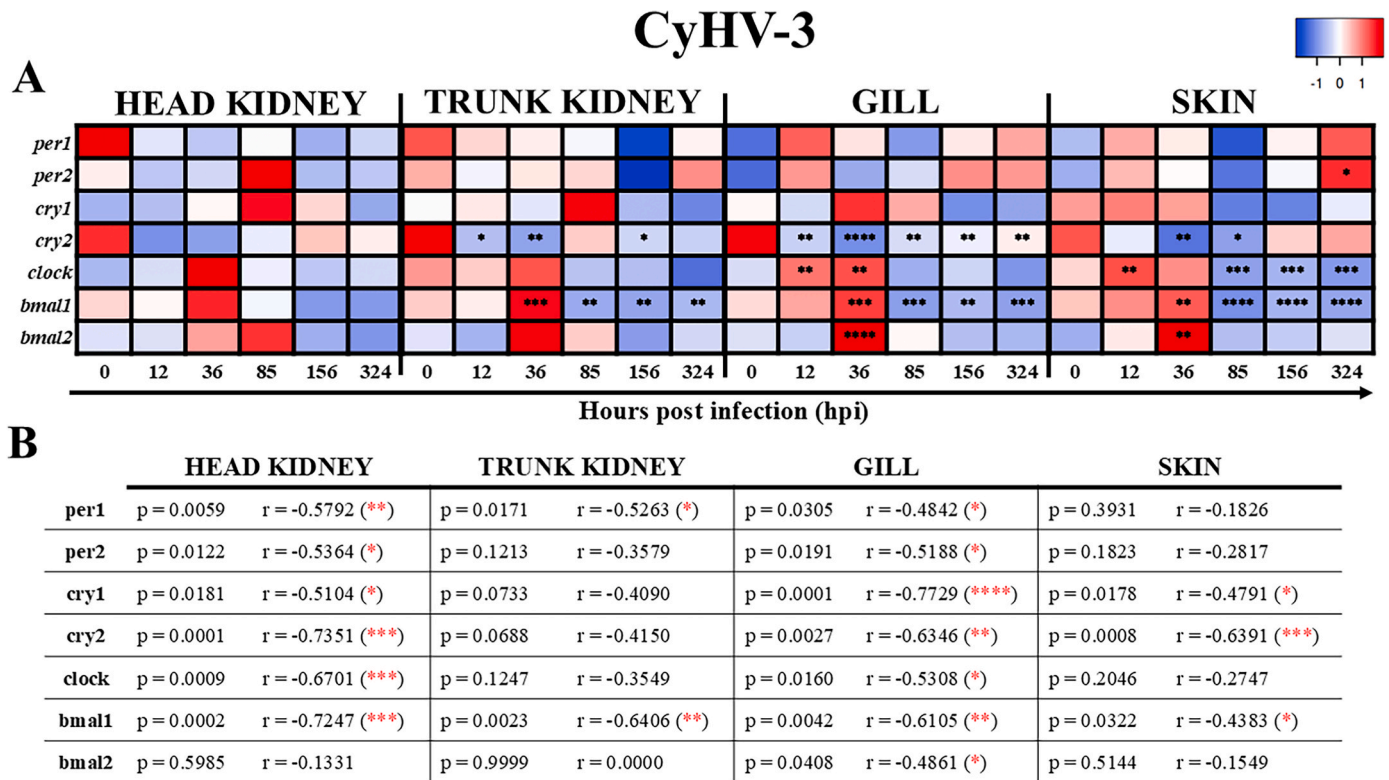 CyHV-3
-1 0 1
A
HEAD KIDNEY TRUNK KIDNEY GILL SKIN
per1
per2 *
cry1
cry2 * ** * ** **** ** ** ** ** *
clock ** ** ** *** *** ***
bmal1 *** ** ** ** *** *** ** *** ** **** **** ****
bmal2 **** **
0 12 36 85 156 324 0 12 36 85 156 324 0 12 36 85 156 324 0 12 36 85 156 324
Hours post infection (hpi)
B
HEAD KIDNEY TRUNK KIDNEY GILL SKIN
per1 p = 0.0059 r = -0.5792 (**) p = 0.0171 r = -0.5263 (*) p = 0.0305 r = -0.4842 (*) p = 0.3931 r = -0.1826
per2 p = 0.0122 r = -0.5364 (*) p = 0.1213 r = -0.3579 p = 0.0191 r = -0.5188 (*) p = 0.1823 r = -0.2817
cry1 p = 0.0181 r = -0.5104 (*) p = 0.0733 r = -0.4090 p = 0.0001 r = -0.7729 (****) p = 0.0178 r = -0.4791 (*)
cry2 p = 0.0001 r = -0.7351 (***) p = 0.0688 r = -0.4150 p = 0.0027 r = -0.6346 (**) p = 0.0008 r = -0.6391 (***)
clock p = 0.0009 r = -0.6701 (***) p = 0.1247 r = -0.3549 p = 0.0160 r = -0.5308 (*) p = 0.2046 r = -0.2747
bmal1 p = 0.0002 r = -0.7247 (***) p = 0.0023 r = -0.6406 (**) p = 0.0042 r = -0.6105 (**) p = 0.0322 r = -0.4383 (*)
bmal2 p = 0.5985 r = -0.1331 p = 0.9999 r = 0.0000 p = 0.0408 r = -0.4861 (*) p = 0.5144 r = -0.1549